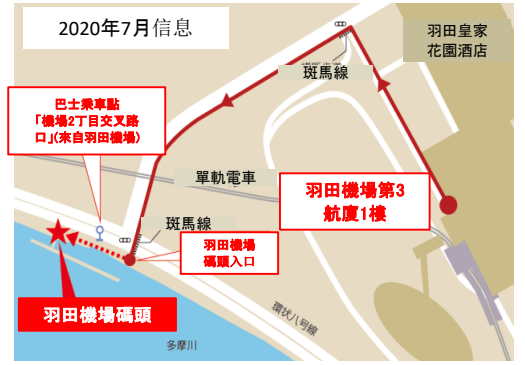 2020年7月信息
羽田皇家
花園酒店
斑馬線
巴士乘車點
「機場2丁目交叉路
口」(來自羽田機場)
單軌電車
羽田機場第3
航廈1樓
斑馬線
羽田機場
碼頭入口
羽田機場碼頭
環状八号線
多摩川